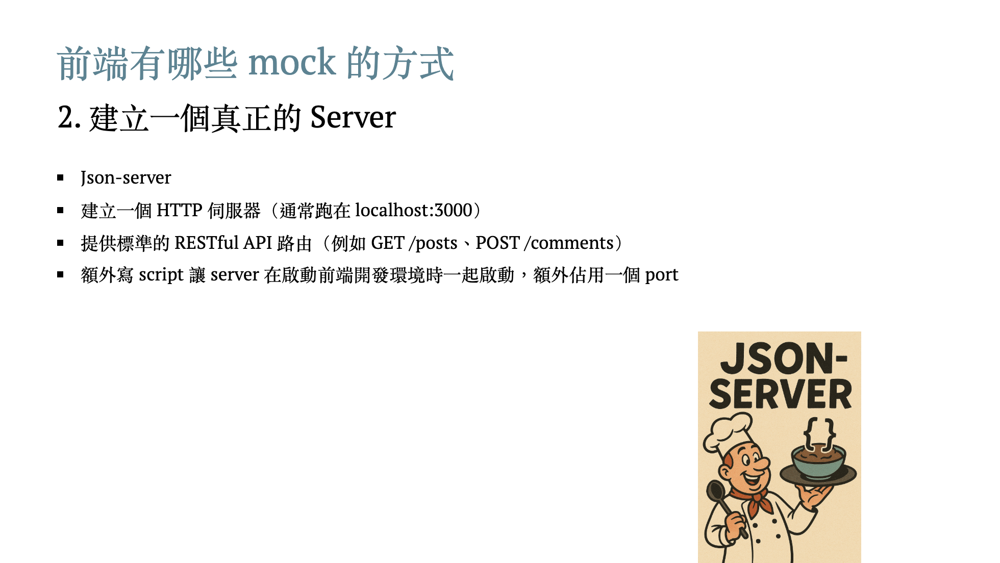 前端有哪些 mock 的方式
2. 建立一個真正的 Server
▪ Json-server
▪ 建立一個 HTTP 伺服器（通常跑在 localhost:3000）
▪ 提供標準的 RESTful API 路由（例如 GET /posts、POST /comments）
▪ 額外寫 script 讓 server 在啟動前端開發環境時一起啟動，額外佔用一個 port
JSON-
SERVER
{ }